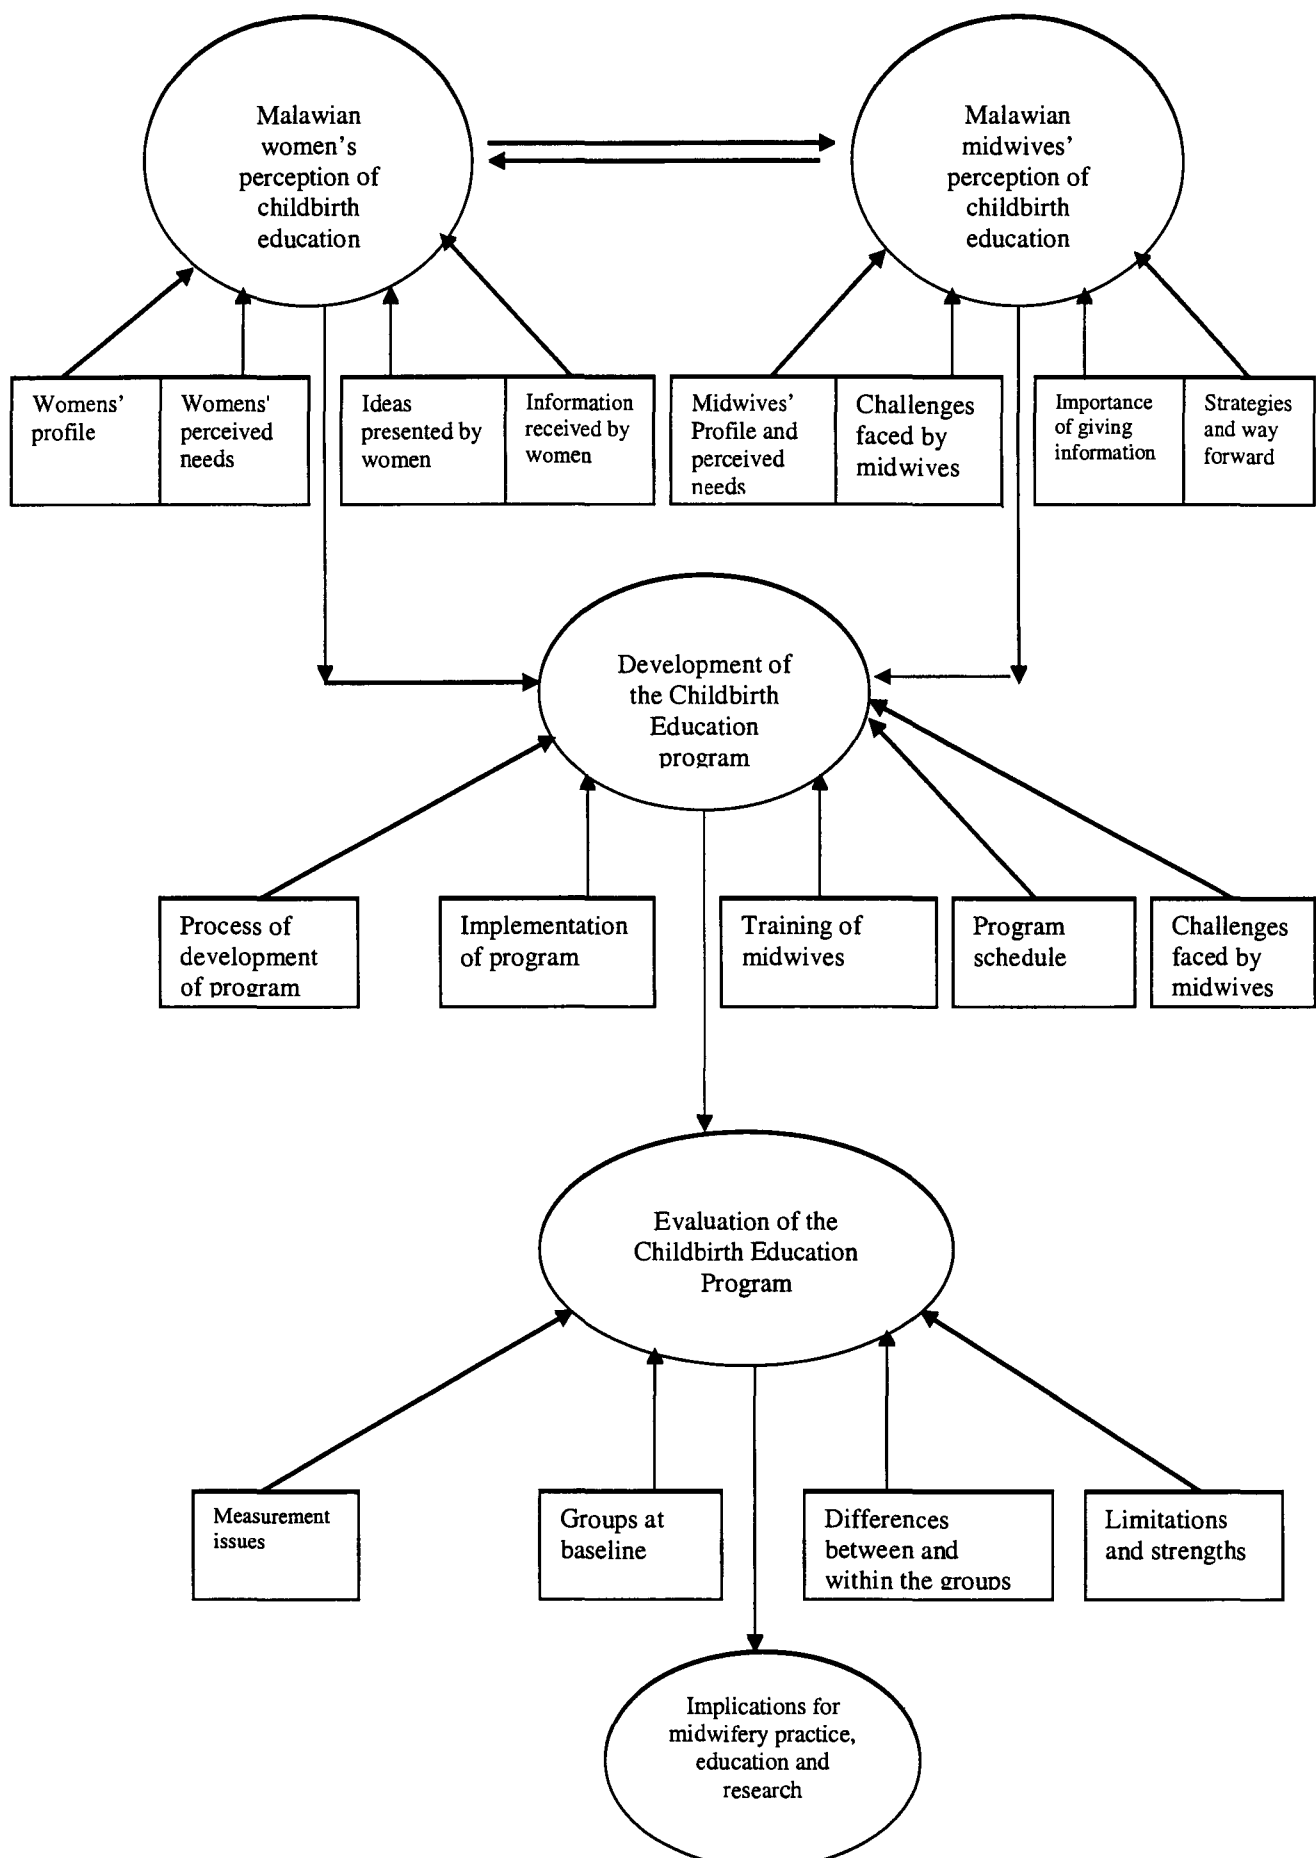 Malawian
women's
perception of
childbirth
education
Malawian
midwives'
perception of
childbirth
education
Womens'
profile
Womens'
perceived
needs
Ideas
presented by
women
Information
received by
women
Midwives'
Profile and
perceived
needs
Challenges
faced by
midwives
Importance
of giving
information
Strategies
and way
forward
Development of
the Childbirth
Education
program
Process of
development
of program
Implementation
of program
Training of
midwives
Program
schedule
Challenges
faced by
midwives
Evaluation of the
Childbirth Education
Program
Measurement
issues
Groups at
baseline
Differences
between and
within the groups
Limitations
and strengths
Implications for
midwifery practice,
education and
research